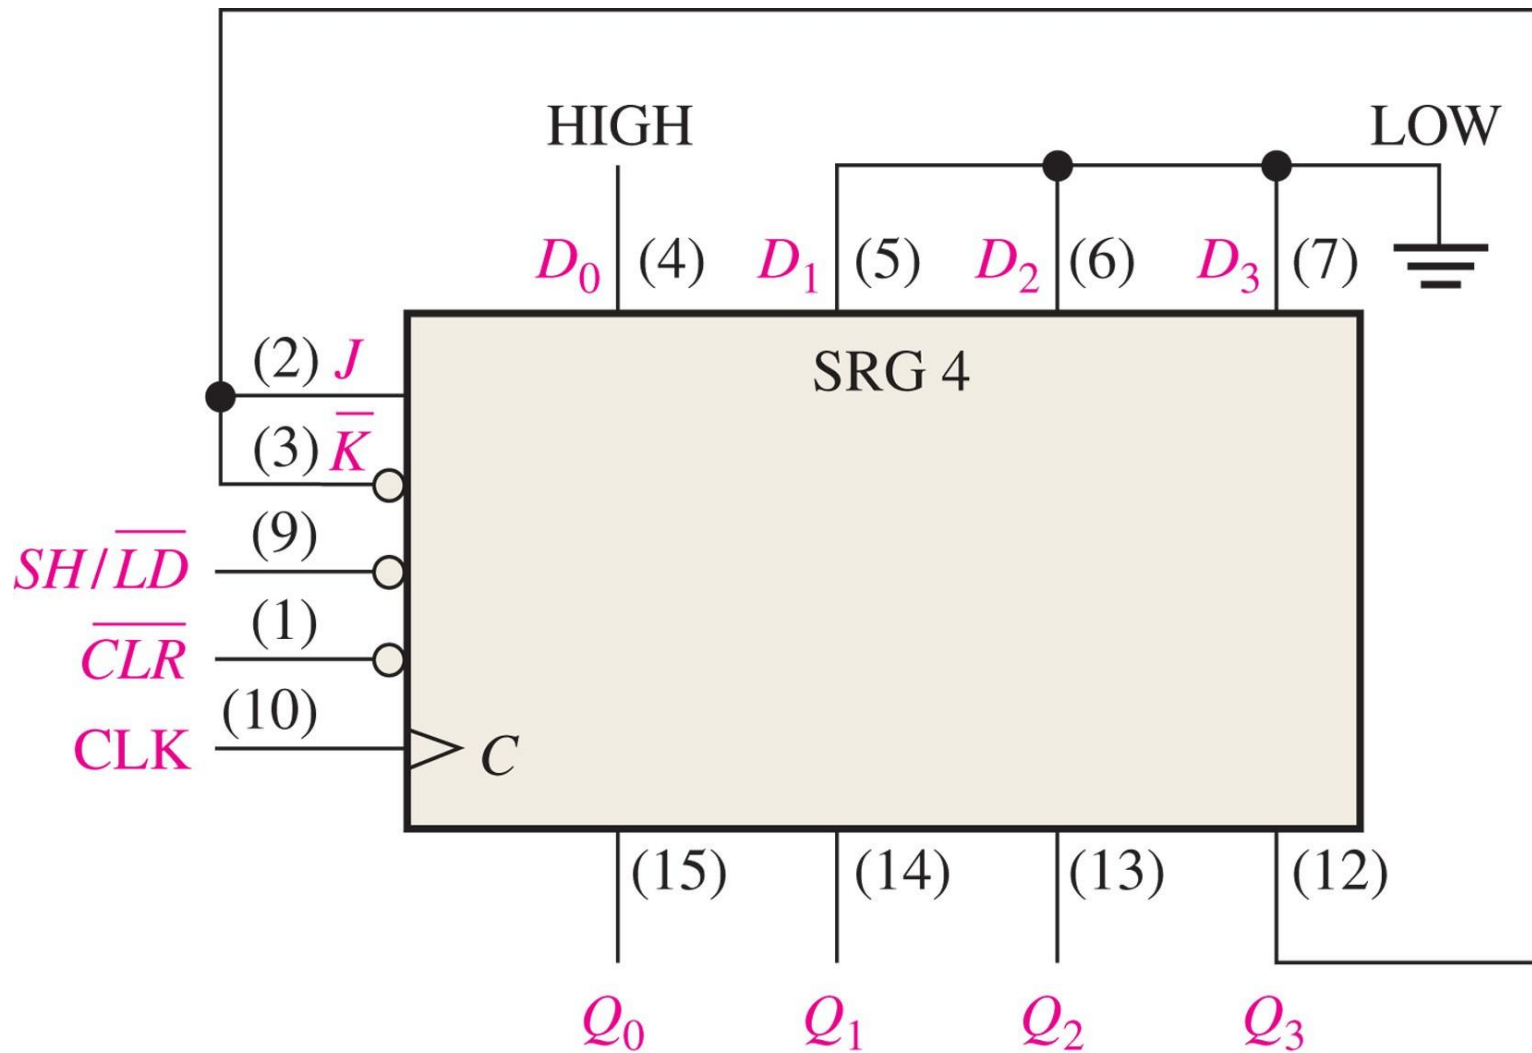 HIGH LOW
D₀ (4) D₁ (5) D₂ (6) D₃ (7)
SRG 4
(2) J
(3) K̅
(9)
SH/L̅D̅
(1)
C̅L̅R̅
(10)
CLK C
(15) (14) (13) (12)
Q₀ Q₁ Q₂ Q₃